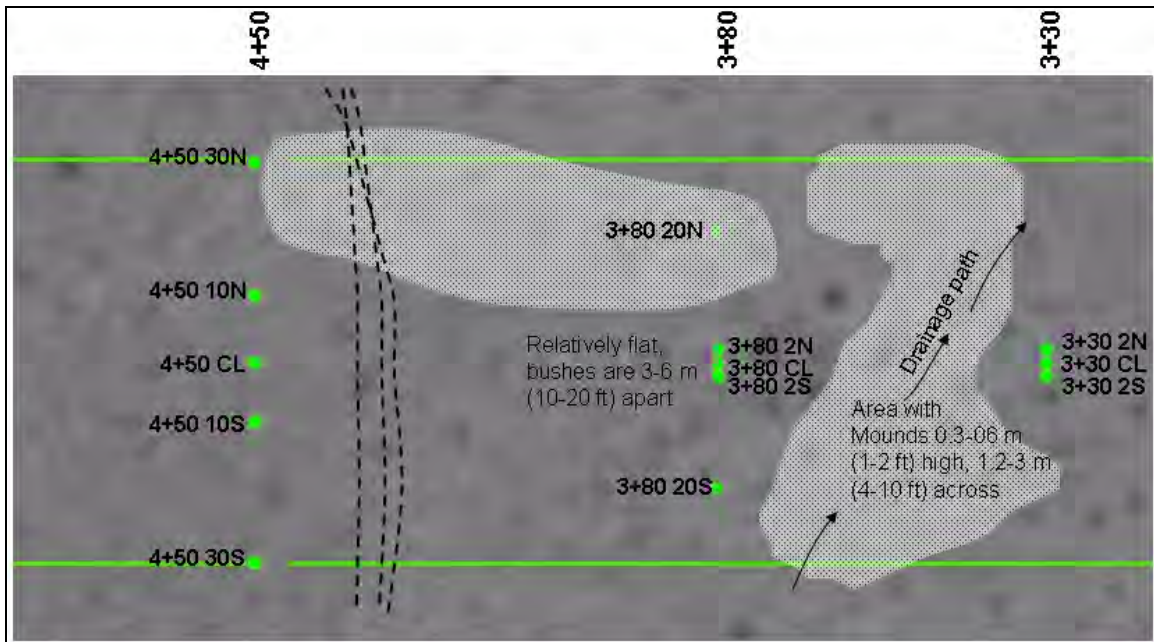 4+50
3+80
3+30
4+50 30N
3+80 20N
4+50 10N
Drainage path
Relatively flat,
bushes are 3-6 m
(10-20 ft) apart
3+80 2N
3+80 CL
3+80 2S
3+30 2N
3+30 CL
3+30 2S
4+50 CL
4+50 10S
Area with
Mounds 0.3-06 m
(1-2 ft) high, 1.2-3 m
(4-10 ft) across
3+80 20S
4+50 30S